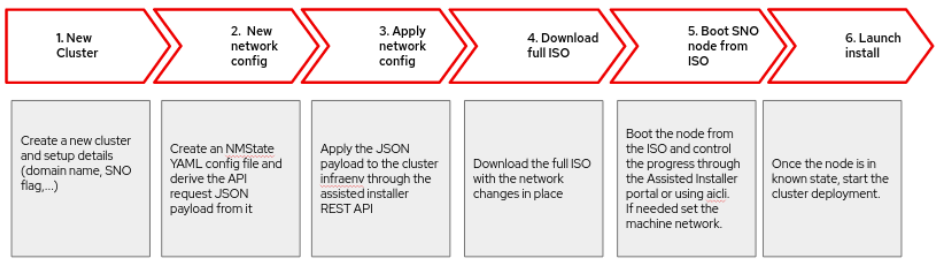 1. New
Cluster
2. New
network
config
3. Apply
network
config
4. Download
full ISO
5. Boot SNO
node from
ISO
6. Launch
install
Create a new cluster
and setup details
(domain name, SNO
flag,...)
Create an NMState
YAML config file and
derive the API
request JSON
payload from it
Apply the JSON
payload to the cluster
infraenv through the
assisted installer
REST API
Download the full ISO
with the network
changes in place
Boot the node from
the ISO and control
the progress through
the Assisted Installer
portal or using aicli.
If needed set the
machine network.
Once the node is in
known state, start the
cluster deployment.